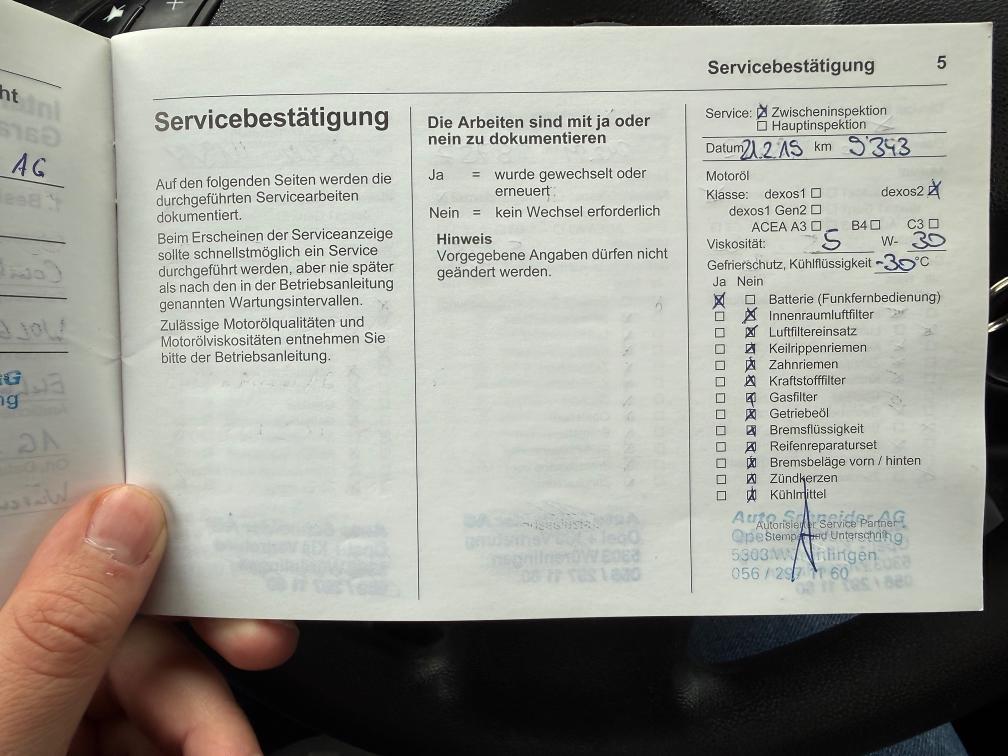 ht
AG
Servicebestätigung 5
Servicebestätigung
Auf den folgenden Seiten werden die
durchgeführten Servicearbeiten
dokumentiert.
Beim Erscheinen der Serviceanzeige
sollte schnellstmöglich ein Service
durchgeführt werden, aber nie später
als nach den in der Betriebsanleitung
genannten Wartungsintervallen.
Zulässige Motorölqualitäten und
Motorölviskositäten entnehmen Sie
bitte der Betriebsanleitung.
Die Arbeiten sind mit ja oder
nein zu dokumentieren
Ja = wurde gewechselt oder
erneuert
Nein = kein Wechsel erforderlich
Hinweis
Vorgegebene Angaben dürfen nicht
geändert werden.
Service: ☒ Zwischeninspektion
☐ Hauptinspektion
Datum 21.2.19 km 9'343
Motoröl
Klasse: dexos1 ☐ dexos2 ☒
dexos1 Gen2 ☐
ACEA A3 ☐ B4 ☐ C3 ☐
Viskosität: 5 W- 30
Gefrierschutz, Kühlflüssigkeit -30 °C
Ja Nein
☒ ☐ Batterie (Funkfernbedienung)
☐ ☒ Innenraumluftfilter
☐ ☒ Luftfiltereinsatz
☐ ☒ Keilrippenriemen
☐ ☒ Zahnriemen
☐ ☒ Kraftstofffilter
☐ ☒ Gasfilter
☐ ☒ Getriebeöl
☐ ☒ Bremsflüssigkeit
☐ ☒ Reifenreparaturset
☐ ☒ Bremsbeläge vorn / hinten
☐ ☒ Zündkerzen
☐ ☒ Kühlmittel
Auto Schneider AG
Autorisierter Service Partner
Stempel und Unterschrift
5303 Würenlingen
056 / 297 11 60